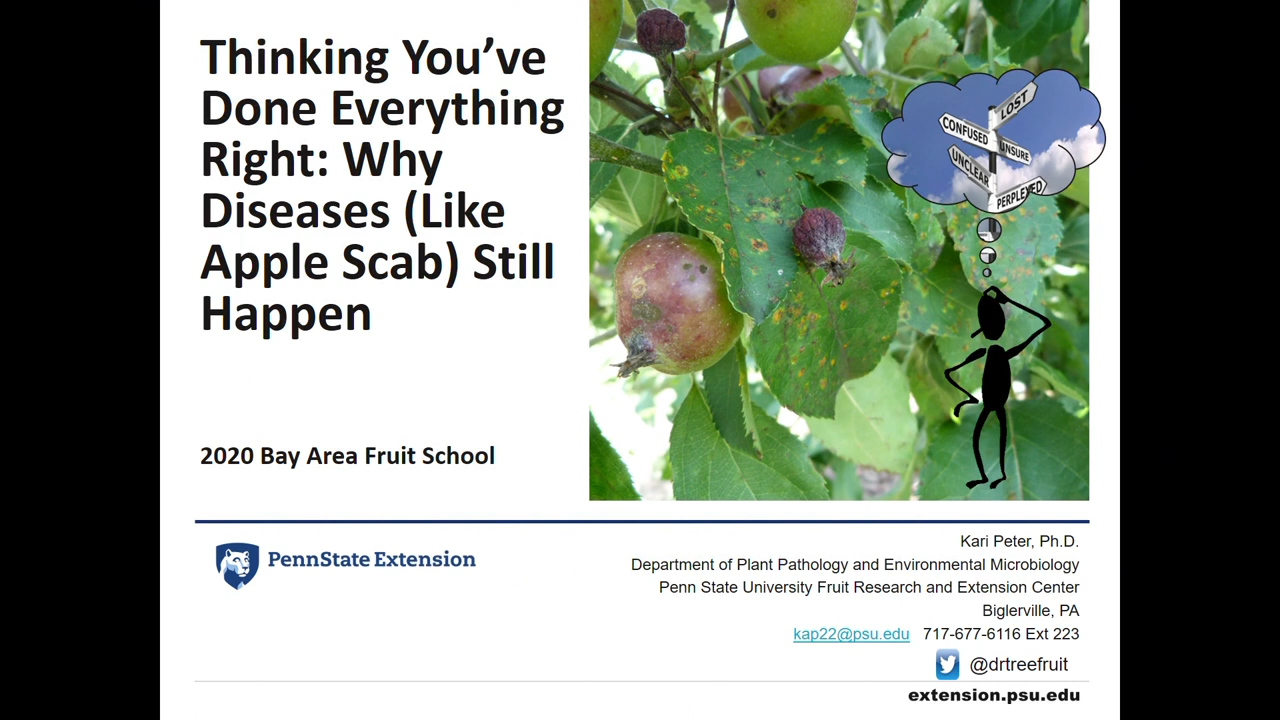 Thinking You’ve
Done Everything
Right: Why
Diseases (Like
Apple Scab) Still
Happen
LOST
CONFUSED
UNSURE
UNCLEAR
PERPLEXED
2020 Bay Area Fruit School
PennState Extension
Kari Peter, Ph.D.
Department of Plant Pathology and Environmental Microbiology
Penn State University Fruit Research and Extension Center
Biglerville, PA
kap22@psu.edu 717-677-6116 Ext 223
@drtreefruit
extension.psu.edu